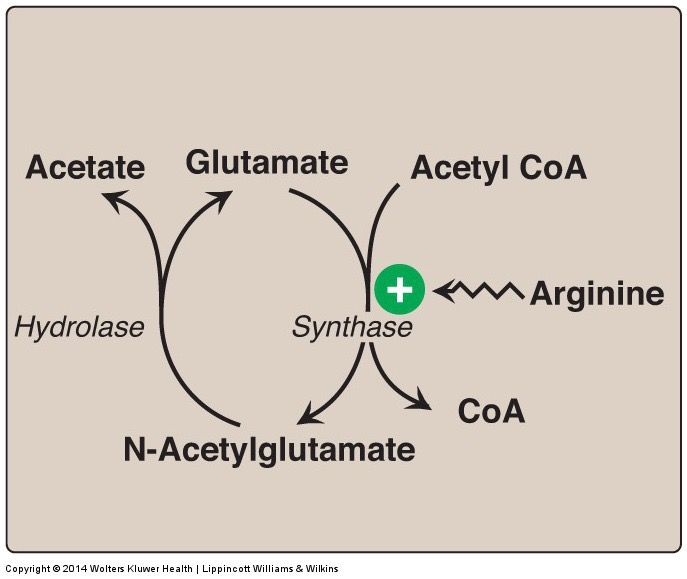 Acetate Glutamate Acetyl CoA
+ Arginine
Hydrolase Synthase
CoA
N-Acetylglutamate
Copyright © 2014 Wolters Kluwer Health | Lippincott Williams & Wilkins